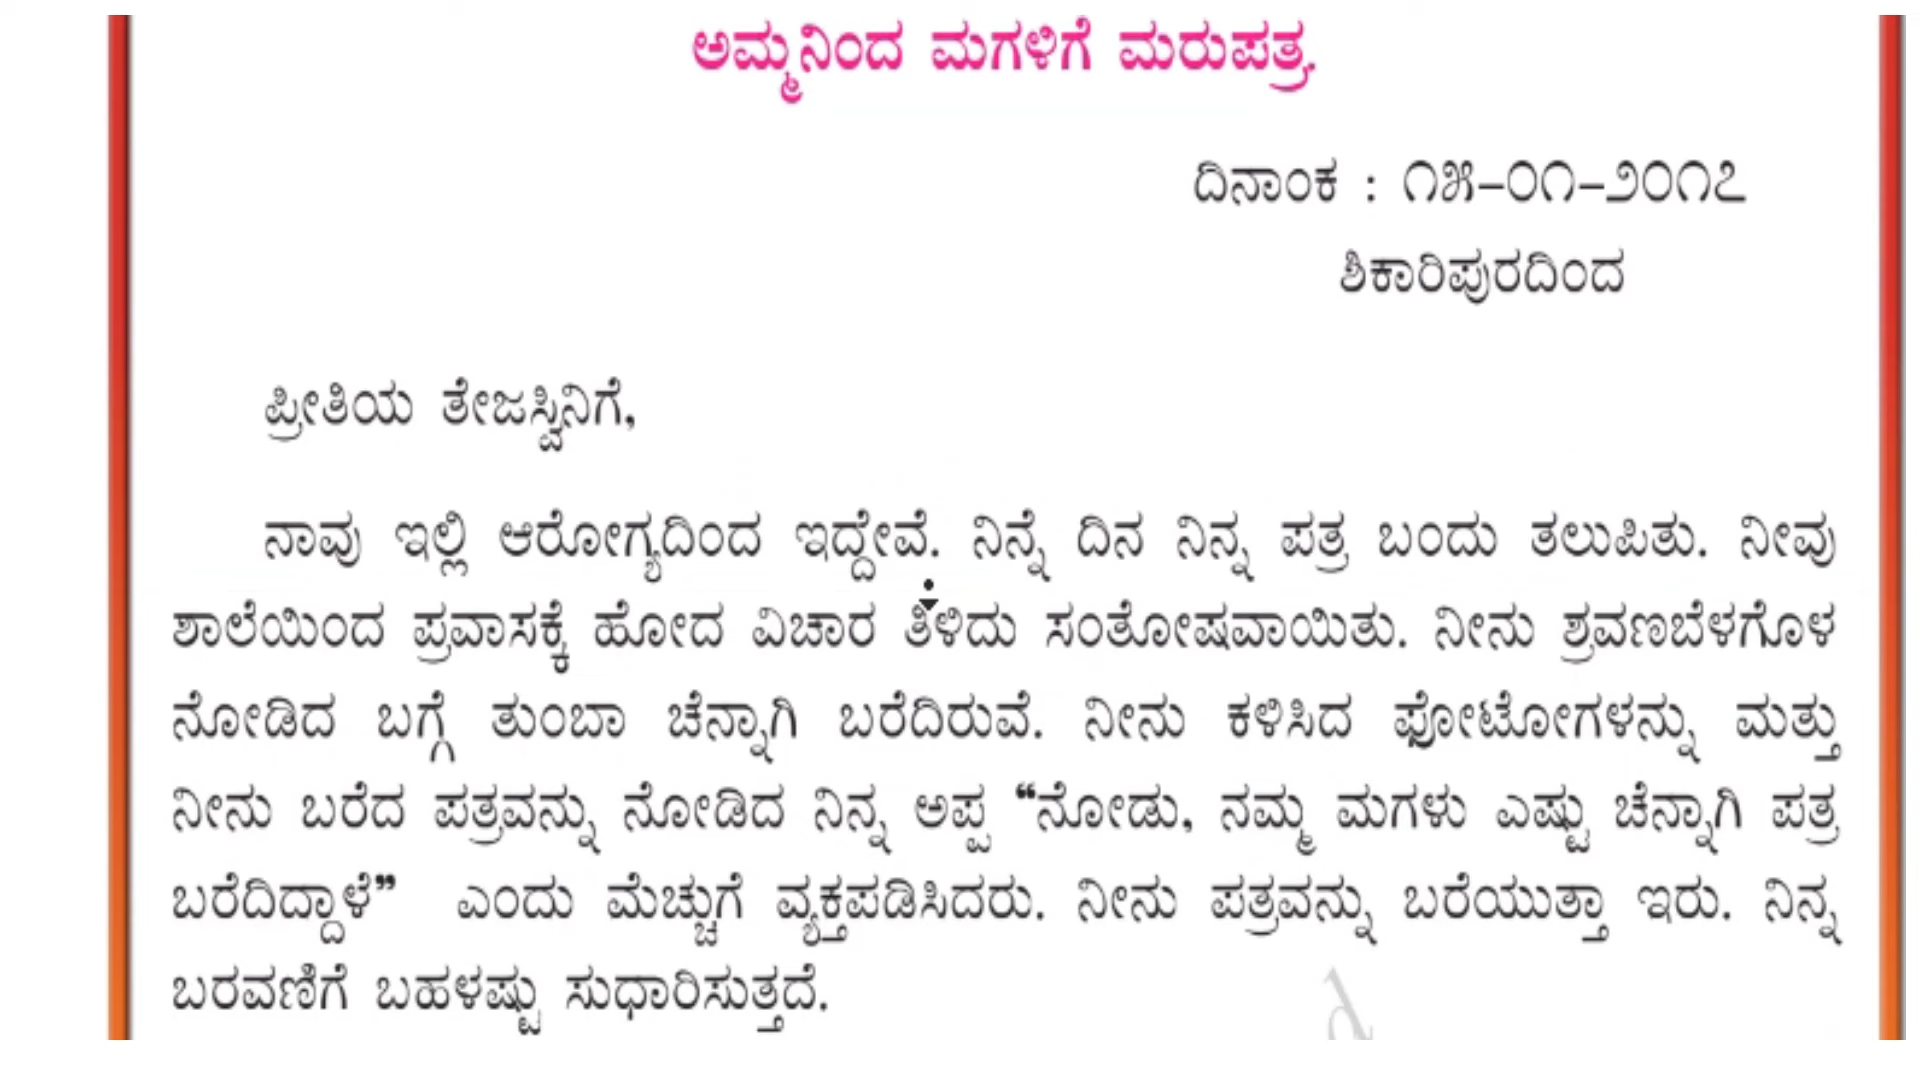 ಅಮ್ಮನಿಂದ ಮಗಳಿಗೆ ಮರುಪತ್ರ.
ದಿನಾಂಕ : ೧೫-೦೧-೨೦೧೭
ಶಿಕಾರಿಪುರದಿಂದ
ಪ್ರೀತಿಯ ತೇಜಸ್ವಿನಿಗೆ,
ನಾವು ಇಲ್ಲಿ ಆರೋಗ್ಯದಿಂದ ಇದ್ದೇವೆ. ನಿನ್ನೆ ದಿನ ನಿನ್ನ ಪತ್ರ ಬಂದು ತಲುಪಿತು. ನೀವು
ಶಾಲೆಯಿಂದ ಪ್ರವಾಸಕ್ಕೆ ಹೋದ ವಿಚಾರ ತಿಳಿದು ಸಂತೋಷವಾಯಿತು. ನೀನು ಶ್ರವಣಬೆಳಗೊಳ
ನೋಡಿದ ಬಗ್ಗೆ ತುಂಬಾ ಚೆನ್ನಾಗಿ ಬರೆದಿರುವೆ. ನೀನು ಕಳಿಸಿದ ಫೋಟೋಗಳನ್ನು ಮತ್ತು
ನೀನು ಬರೆದ ಪತ್ರವನ್ನು ನೋಡಿದ ನಿನ್ನ ಅಪ್ಪ “ನೋಡು, ನಮ್ಮ ಮಗಳು ಎಷ್ಟು ಚೆನ್ನಾಗಿ ಪತ್ರ
ಬರೆದಿದ್ದಾಳೆ” ಎಂದು ಮೆಚ್ಚುಗೆ ವ್ಯಕ್ತಪಡಿಸಿದರು. ನೀನು ಪತ್ರವನ್ನು ಬರೆಯುತ್ತಾ ಇರು. ನಿನ್ನ
ಬರವಣಿಗೆ ಬಹಳಷ್ಟು ಸುಧಾರಿಸುತ್ತದೆ.